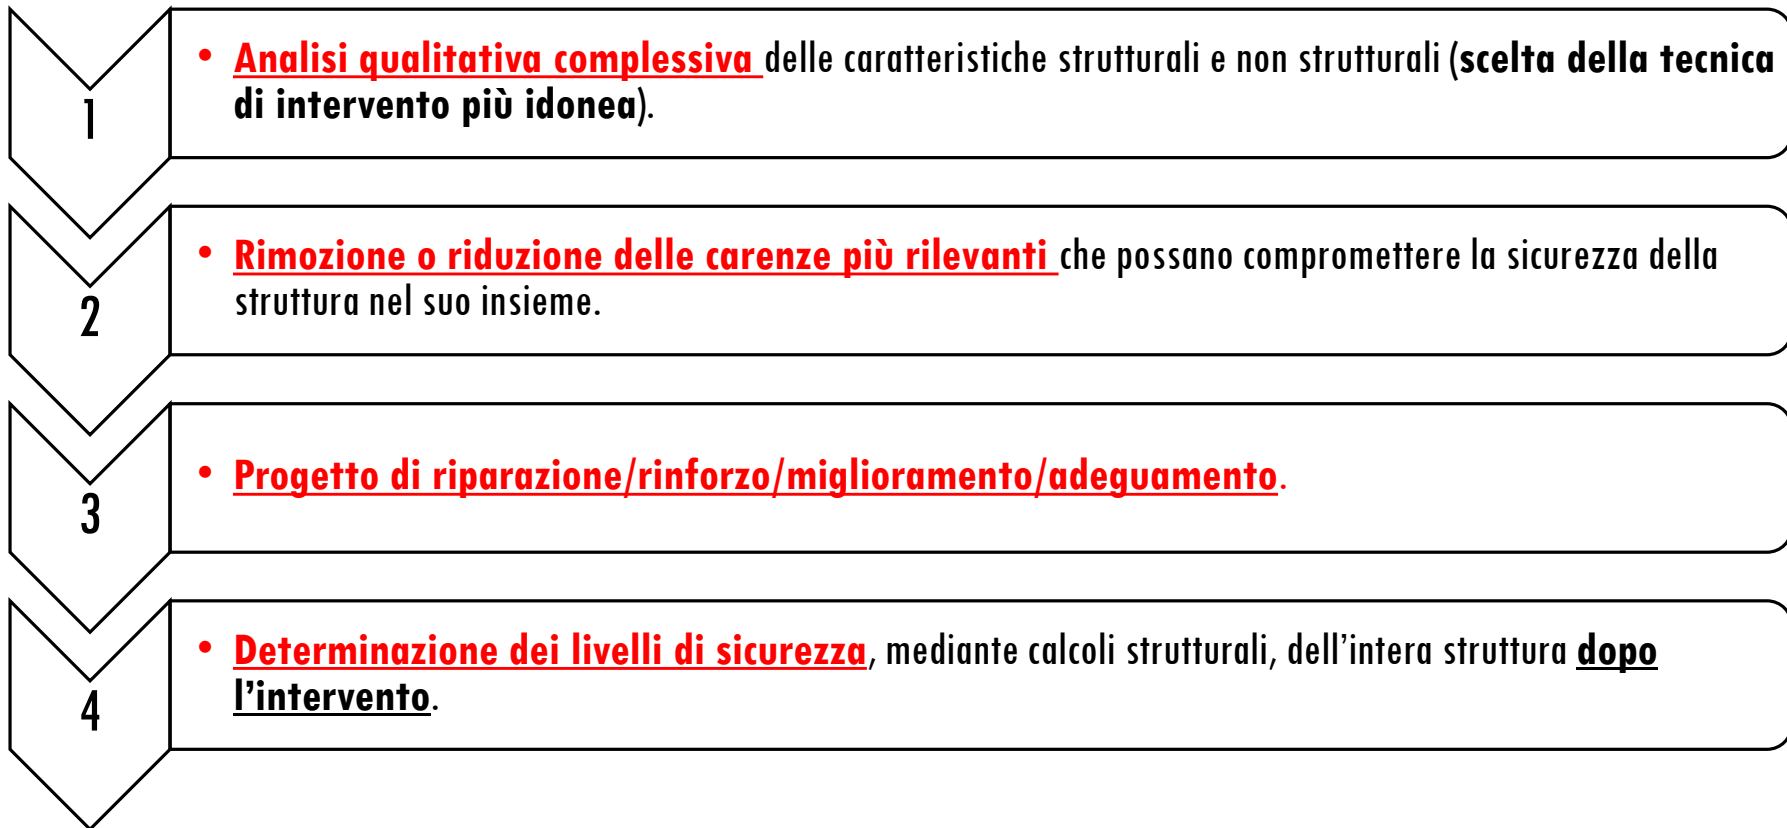 1
• Analisi qualitativa complessiva delle caratteristiche strutturali e non strutturali (scelta della tecnica
di intervento più idonea).
2
• Rimozione o riduzione delle carenze più rilevanti che possano compromettere la sicurezza della
struttura nel suo insieme.
3
• Progetto di riparazione/rinforzo/miglioramento/adeguamento.
4
• Determinazione dei livelli di sicurezza, mediante calcoli strutturali, dell’intera struttura dopo
l’intervento.